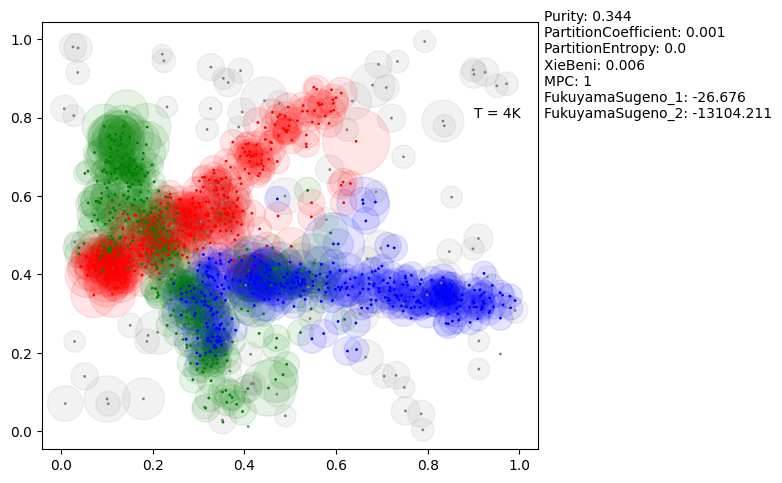 Purity: 0.344
PartitionCoefficient: 0.001
PartitionEntropy: 0.0
XieBeni: 0.006
MPC: 1
FukuyamaSugeno_1: -26.676
FukuyamaSugeno_2: -13104.211
T = 4K
1.0
0.8
0.6
0.4
0.2
0.0
0.0 0.2 0.4 0.6 0.8 1.0